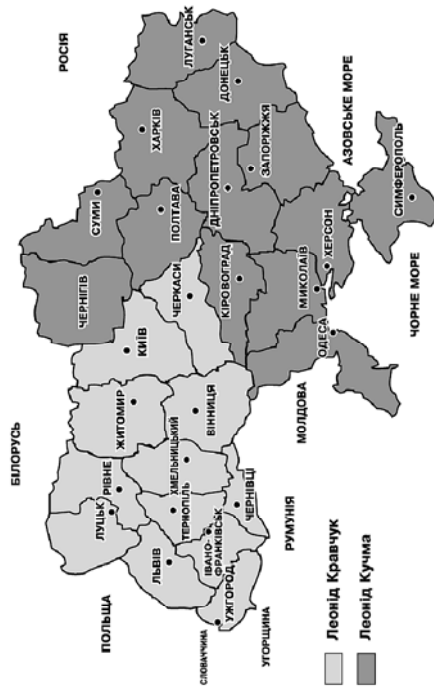 БІЛОРУСЬ
РОСІЯ
ПОЛЬЩА
СЛОВАЧЧИНА
УГОРЩИНА
РУМУНІЯ
МОЛДОВА
ЧОРНЕ МОРЕ
АЗОВСЬКЕ МОРЕ
ЛУЦЬК
РІВНЕ
ЛЬВІВ
ТЕРНОПІЛЬ
ХМЕЛЬНИЦЬКИЙ
ІВАНО-
ФРАНКІВСЬК
УЖГОРОД
ЧЕРНІВЦІ
ЖИТОМИР
ВІННИЦЯ
КИЇВ
ЧЕРКАСИ
ЧЕРНІГІВ
СУМИ
ПОЛТАВА
ХАРКІВ
ЛУГАНСЬК
ДОНЕЦЬК
ДНІПРОПЕТРОВСЬК
ЗАПОРІЖЖЯ
КІРОВОГРАД
МИКОЛАЇВ
ОДЕСА
ХЕРСОН
СИМФЕРОПОЛЬ
Леонід Кравчук
Леонід Кучма